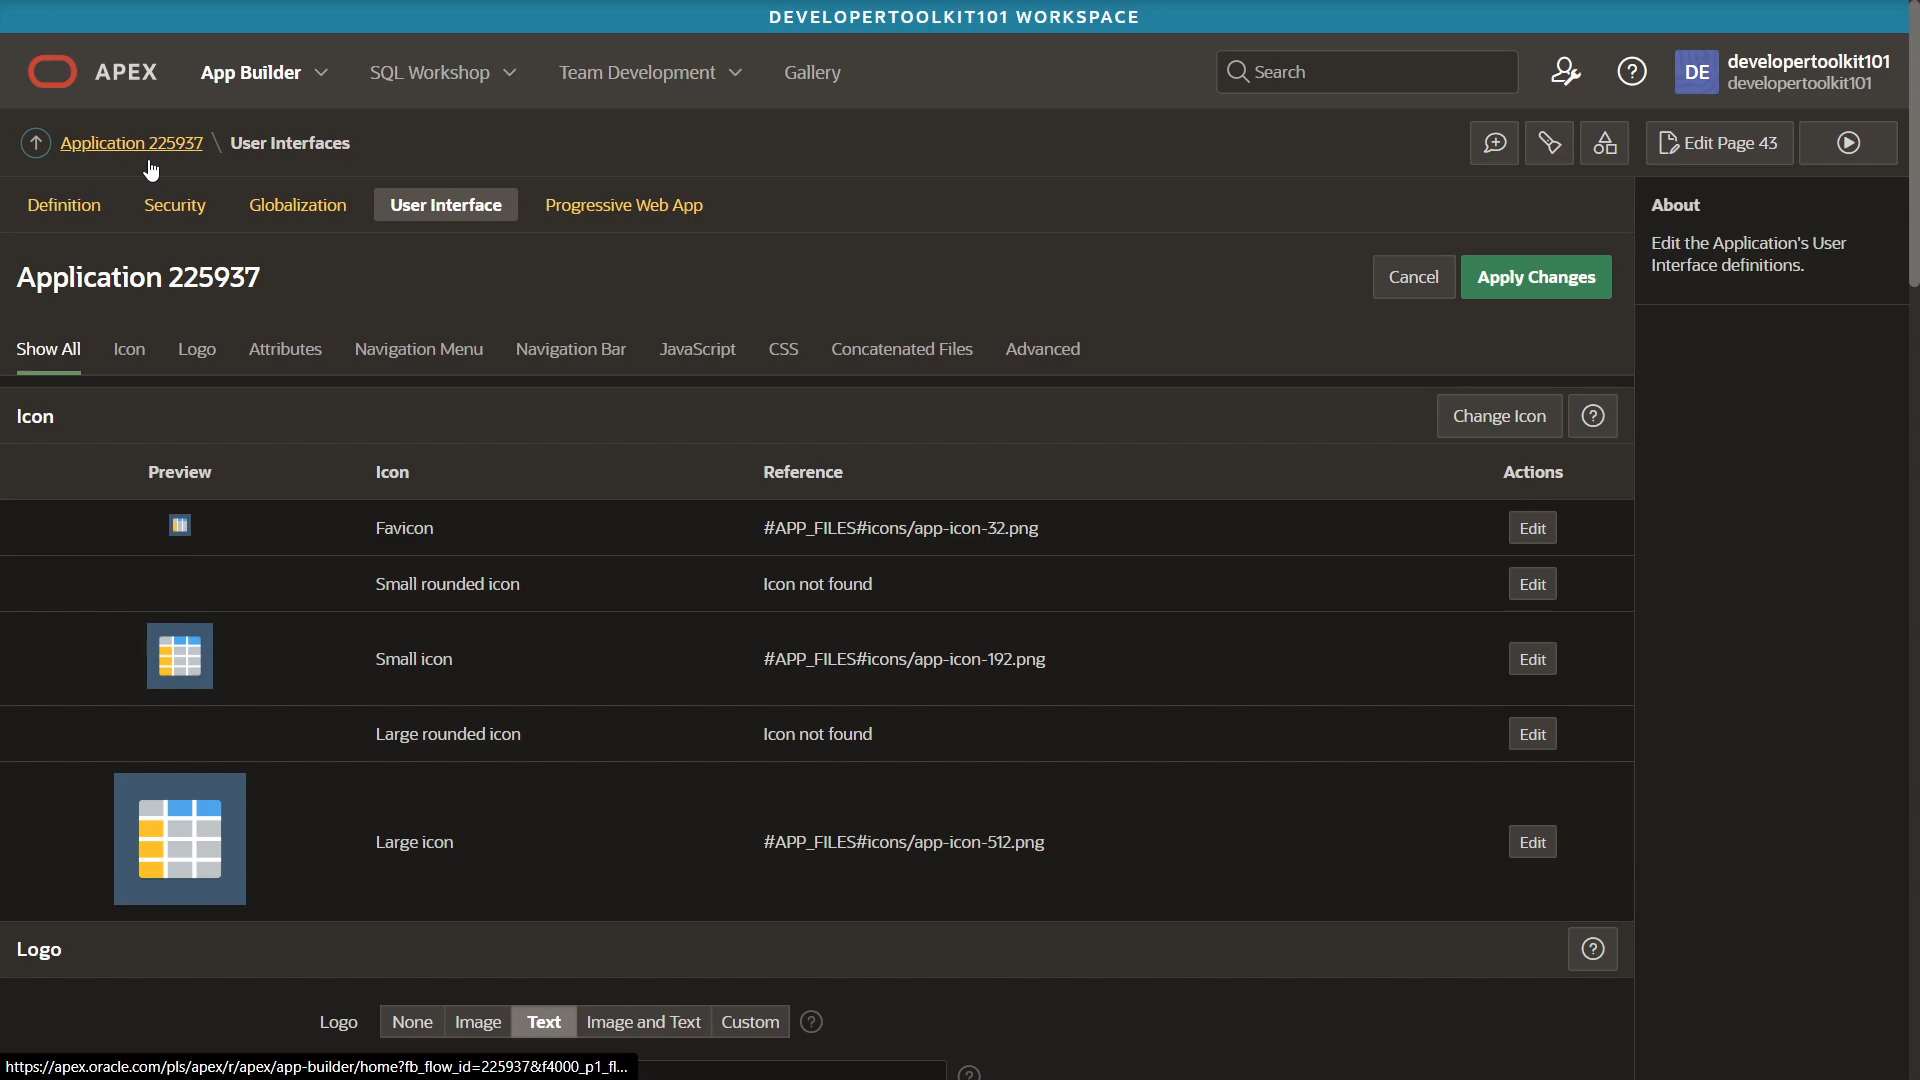 DEVELOPERTOOLKIT101 WORKSPACE
APEX App Builder SQL Workshop Team Development Gallery Search DE developertoolkit101
developertoolkit101
Application 225937 \ User Interfaces Edit Page 43
Definition Security Globalization User Interface Progressive Web App
About
Edit the Application's User
Interface definitions.
Application 225937 Cancel Apply Changes
Show All Icon Logo Attributes Navigation Menu Navigation Bar JavaScript CSS Concatenated Files Advanced
Icon Change Icon
Preview Icon Reference Actions
Favicon #APP_FILES#icons/app-icon-32.png Edit
Small rounded icon Icon not found Edit
Small icon #APP_FILES#icons/app-icon-192.png Edit
Large rounded icon Icon not found Edit
Large icon #APP_FILES#icons/app-icon-512.png Edit
Logo
Logo None Image Text Image and Text Custom
https://apex.oracle.com/pls/apex/r/apex/app-builder/home?fb_flow_id=225937&f4000_p1_fl...